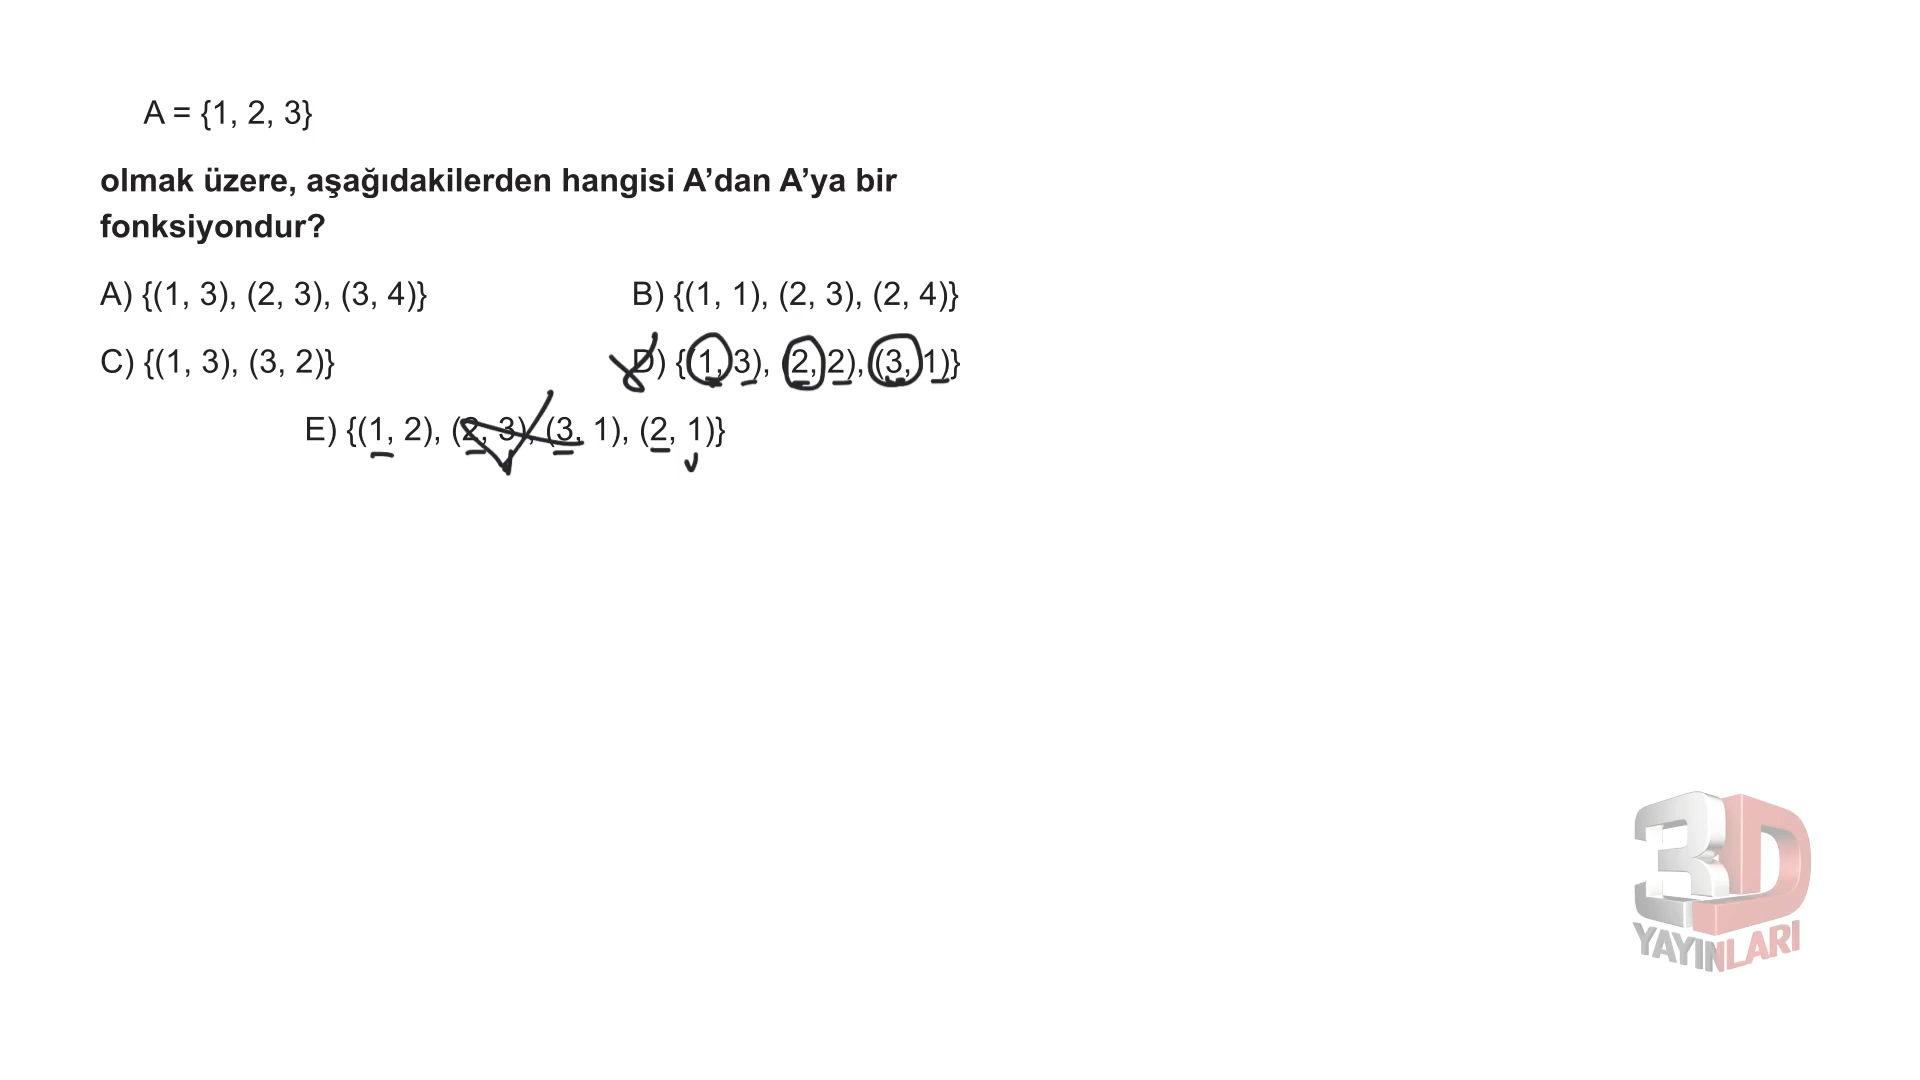 A = {1, 2, 3}
olmak üzere, aşağıdakilerden hangisi A’dan A’ya bir
fonksiyondur?
A) {(1, 3), (2, 3), (3, 4)}
B) {(1, 1), (2, 3), (2, 4)}
C) {(1, 3), (3, 2)}
D) {(1, 3), (2, 2), (3, 1)}
E) {(1, 2), (2, 3), (3, 1), (2, 1)}
3D
YAYINLARI